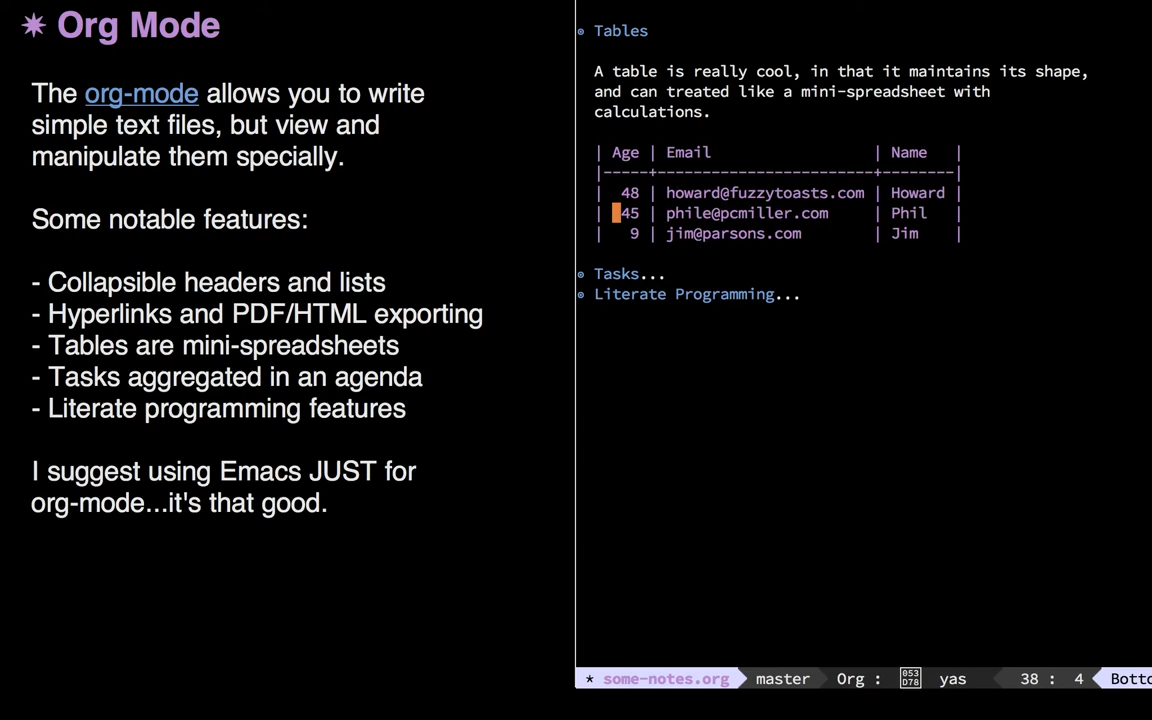 ✷ Org Mode
The org-mode allows you to write
simple text files, but view and
manipulate them specially.
Some notable features:
- Collapsible headers and lists
- Hyperlinks and PDF/HTML exporting
- Tables are mini-spreadsheets
- Tasks aggregated in an agenda
- Literate programming features
I suggest using Emacs JUST for
org-mode...it's that good.
Tables
A table is really cool, in that it maintains its shape,
and can treated like a mini-spreadsheet with
calculations.
| Age | Email                  | Name   |
|-----+------------------------+--------|
|  48 | howard@fuzzytoasts.com | Howard |
|  45 | phile@pcmiller.com     | Phil   |
|   9 | jim@parsons.com        | Jim    |
Tasks...
Literate Programming...
* some-notes.org master Org : 053D78 yas 38 : 4 Botto